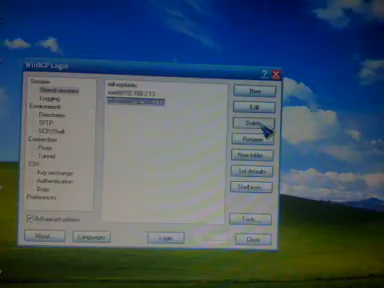 WinSCP Login
Session
Stored sessions
Logging
Environment
Directories
SFTP
SCP/Shell
Connection
Proxy
Tunnel
SSH
Key exchange
Authentication
Bugs
Preferences
Advanced options
New
Edit
Delete
Rename
New folder
Set defaults
Shell icon...
Tools...
About...
Languages
Login
Close